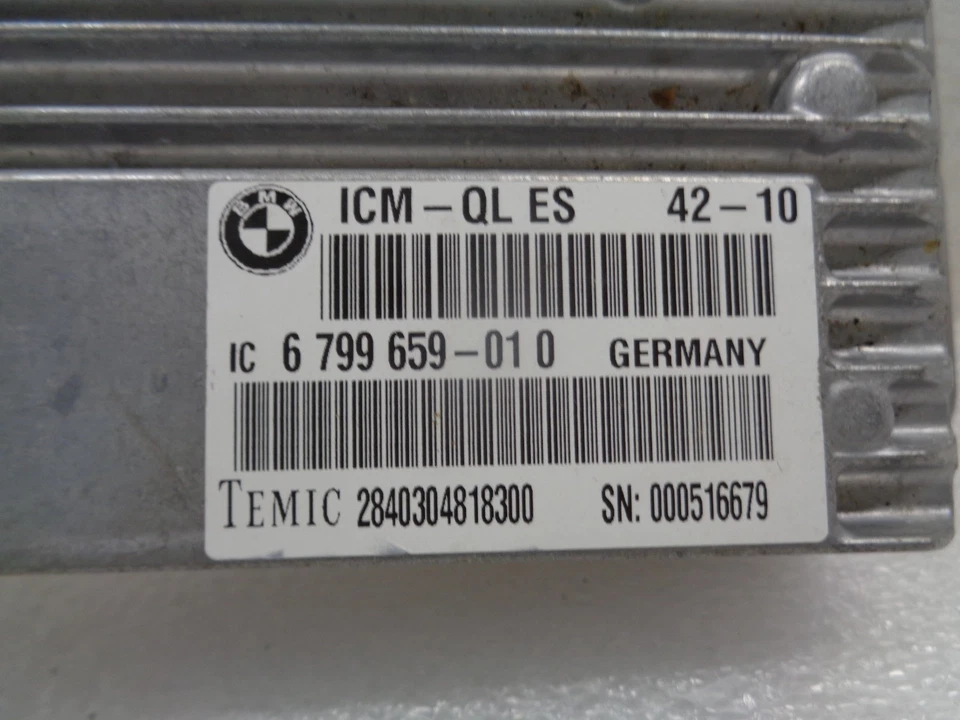 BMW
ICM – QL ES 42 – 10
IC 6 799 659 – 01 0 GERMANY
TEMIC 2840304818300 SN: 000516679